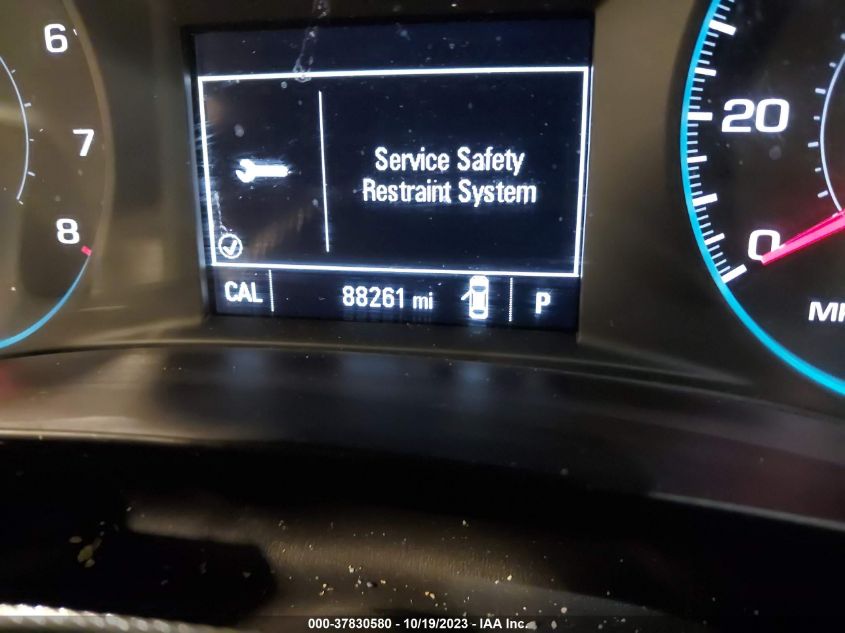 6
7
8
Service Safety
Restraint System
CAL
88261 mi
P
20
0
000-37830580 - 10/19/2023 - IAA Inc.